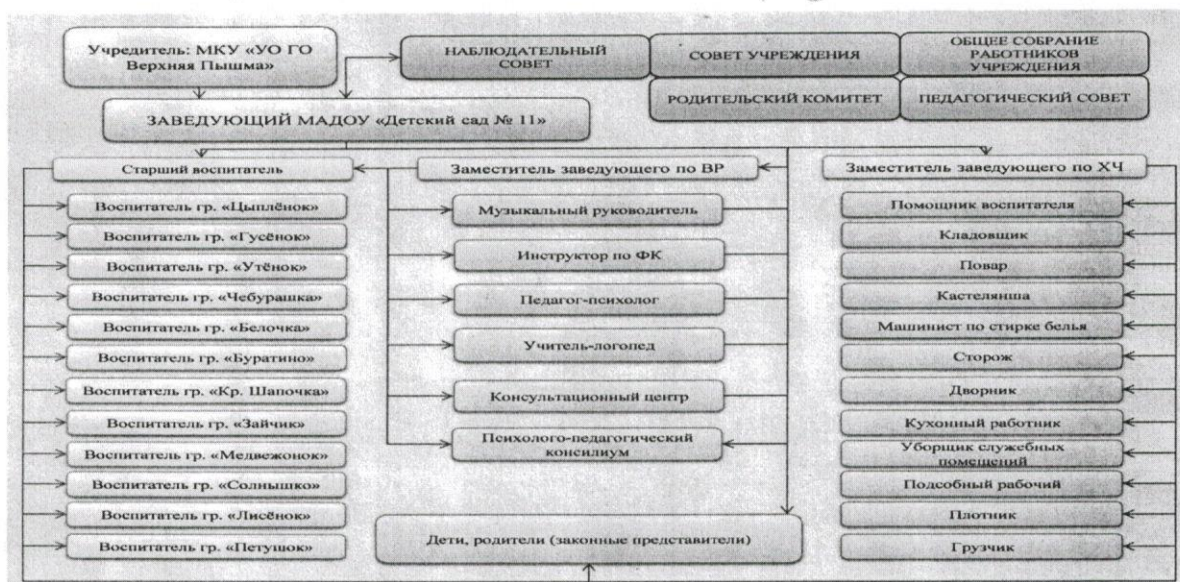 Учредитель: МКУ «УО ГО
Верхняя Пышма»
НАБЛЮДАТЕЛЬНЫЙ
СОВЕТ
СОВЕТ УЧРЕЖДЕНИЯ
ОБЩЕЕ СОБРАНИЕ
РАБОТНИКОВ
УЧРЕЖДЕНИЯ
РОДИТЕЛЬСКИЙ КОМИТЕТ
ПЕДАГОГИЧЕСКИЙ СОВЕТ
ЗАВЕДУЮЩИЙ МАДОУ «Детский сад № 11»
Старший воспитатель
Воспитатель гр. «Цыплёнок»
Воспитатель гр. «Гусёнок»
Воспитатель гр. «Утёнок»
Воспитатель гр. «Чебурашка»
Воспитатель гр. «Белочка»
Воспитатель гр. «Буратино»
Воспитатель гр. «Кр. Шапочка»
Воспитатель гр. «Зайчик»
Воспитатель гр. «Медвежонок»
Воспитатель гр. «Солнышко»
Воспитатель гр. «Лисёнок»
Воспитатель гр. «Петушок»
Заместитель заведующего по ВР
Музыкальный руководитель
Инструктор по ФК
Педагог-психолог
Учитель-логопед
Консультационный центр
Психолого-педагогический
консилиум
Заместитель заведующего по ХЧ
Помощник воспитателя
Кладовщик
Повар
Кастелянша
Машинист по стирке белья
Сторож
Дворник
Кухонный работник
Уборщик служебных
помещений
Подсобный рабочий
Плотник
Грузчик
Дети, родители (законные представители)